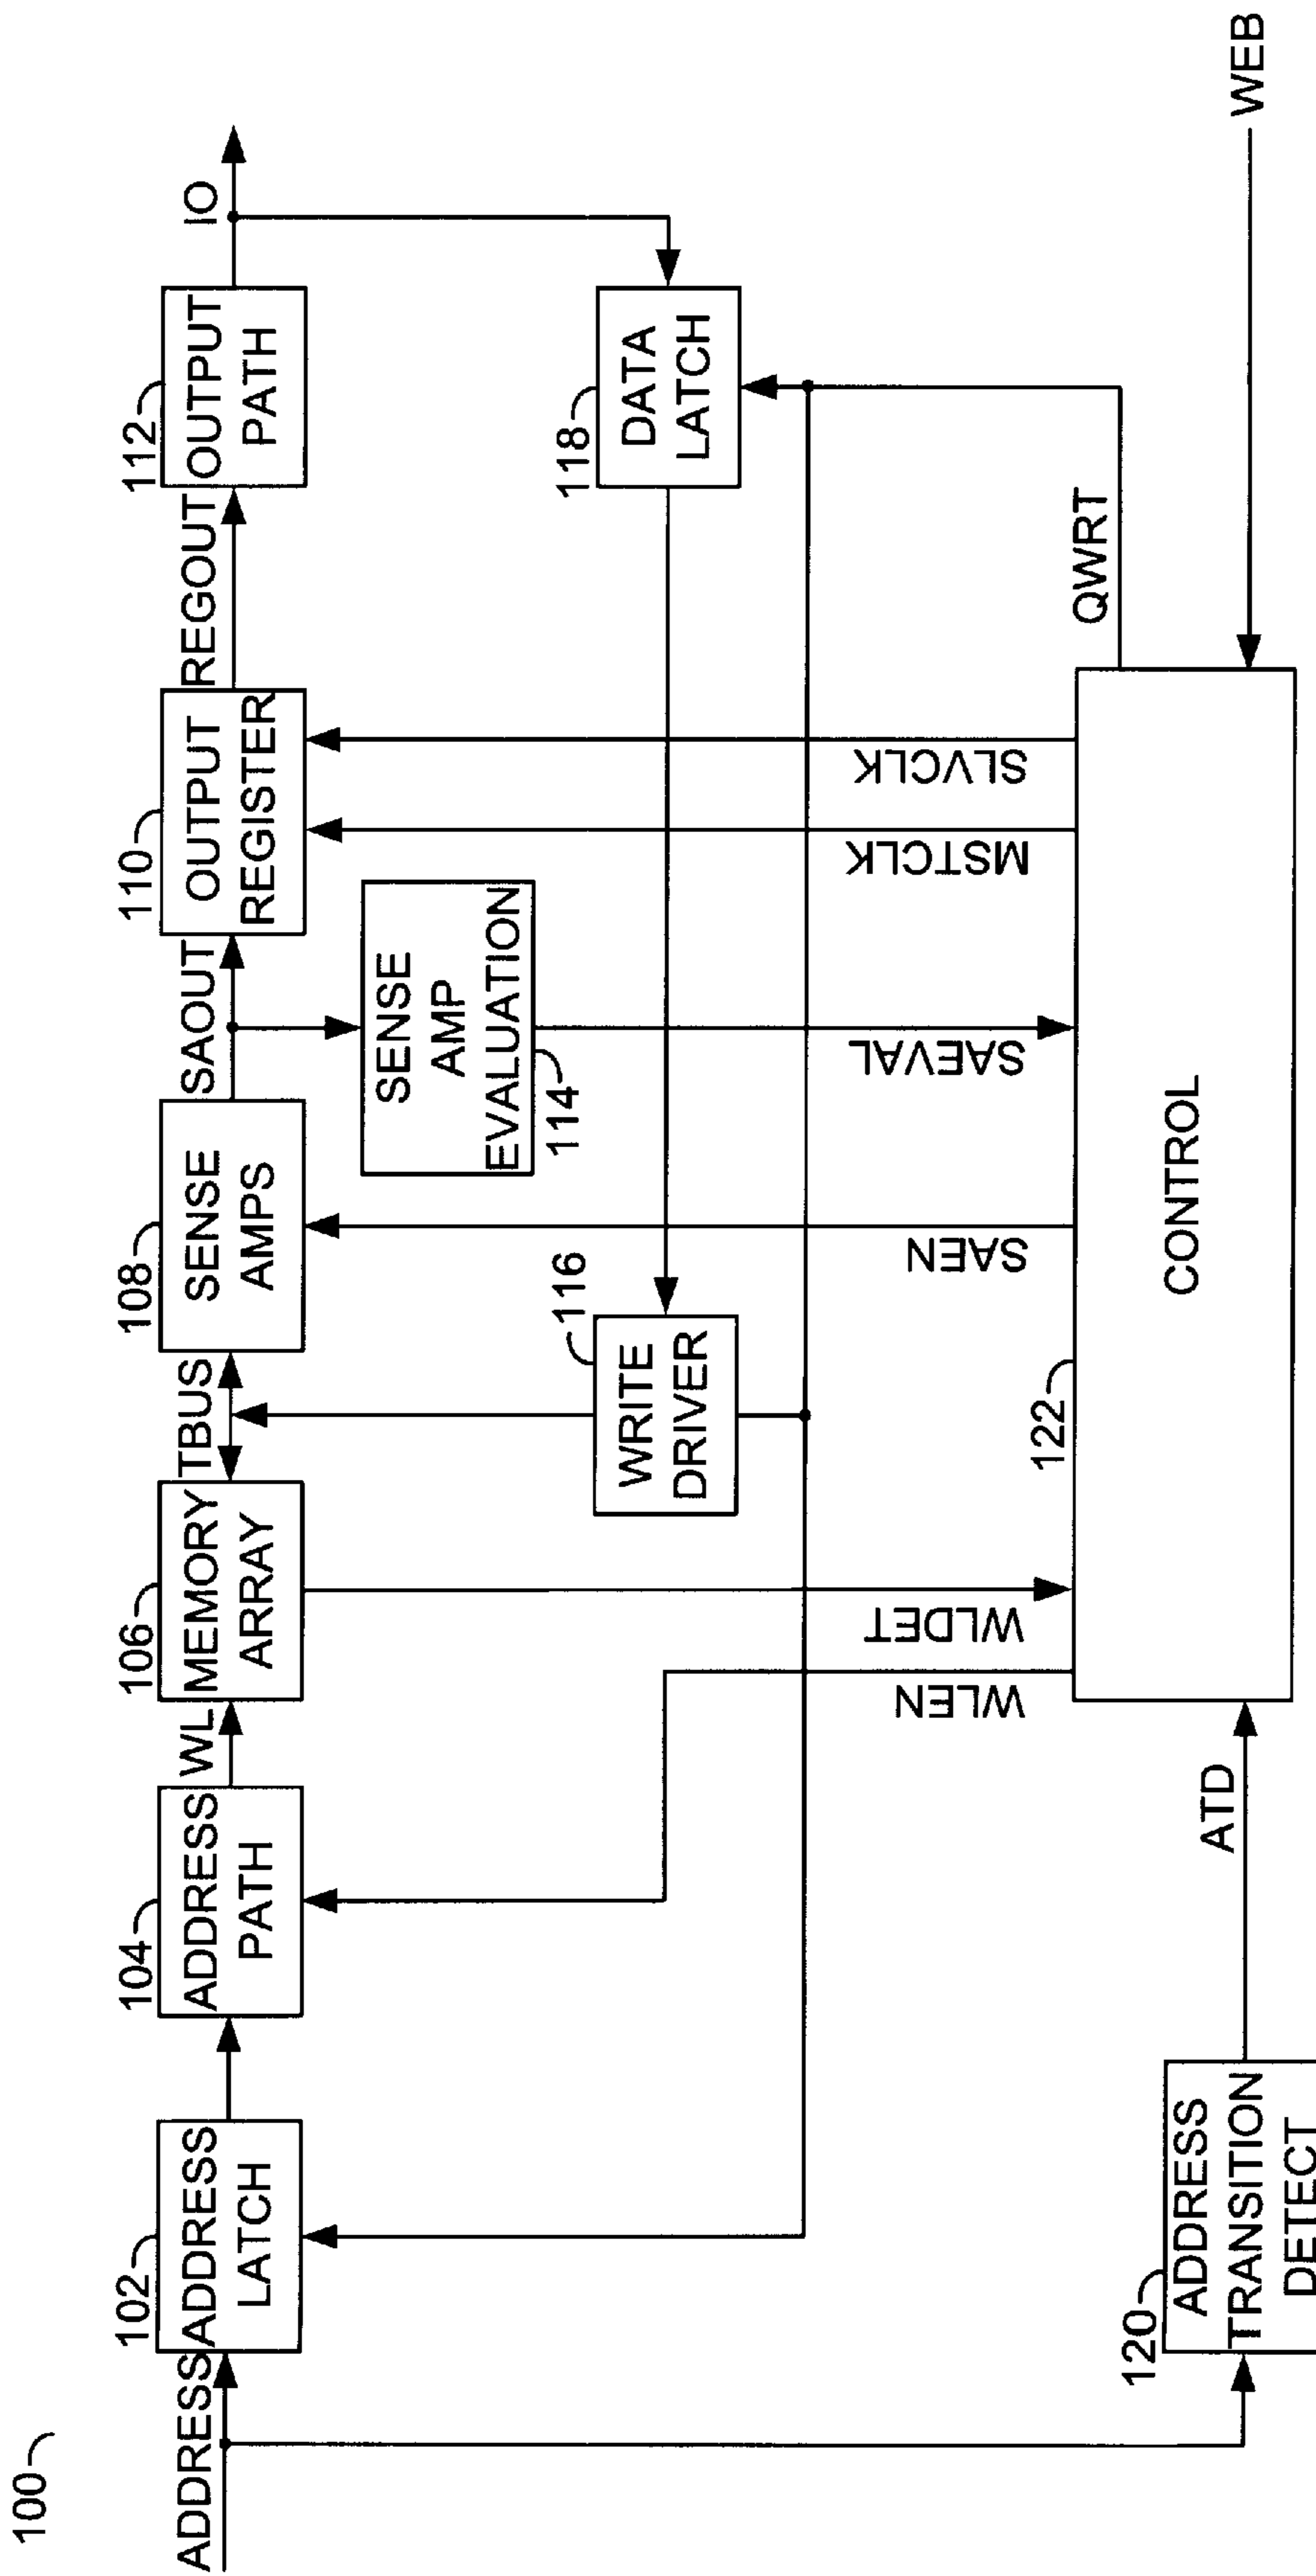 100
ADDRESS
102
ADDRESS
LATCH
104
ADDRESS
PATH
WL
106
MEMORY
ARRAY
TBUS
108
SENSE
AMPS
SAOUT
110
OUTPUT
REGISTER
REGOUT
112
OUTPUT
PATH
IO
SENSE
AMP
EVALUATION
114
116
WRITE
DRIVER
118
DATA
LATCH
WLEN
WLDET
SAEN
SAEVAL
MSTCLK
SLVCLK
QWRT
120
ADDRESS
TRANSITION
DETECT
ATD
122
CONTROL
WEB